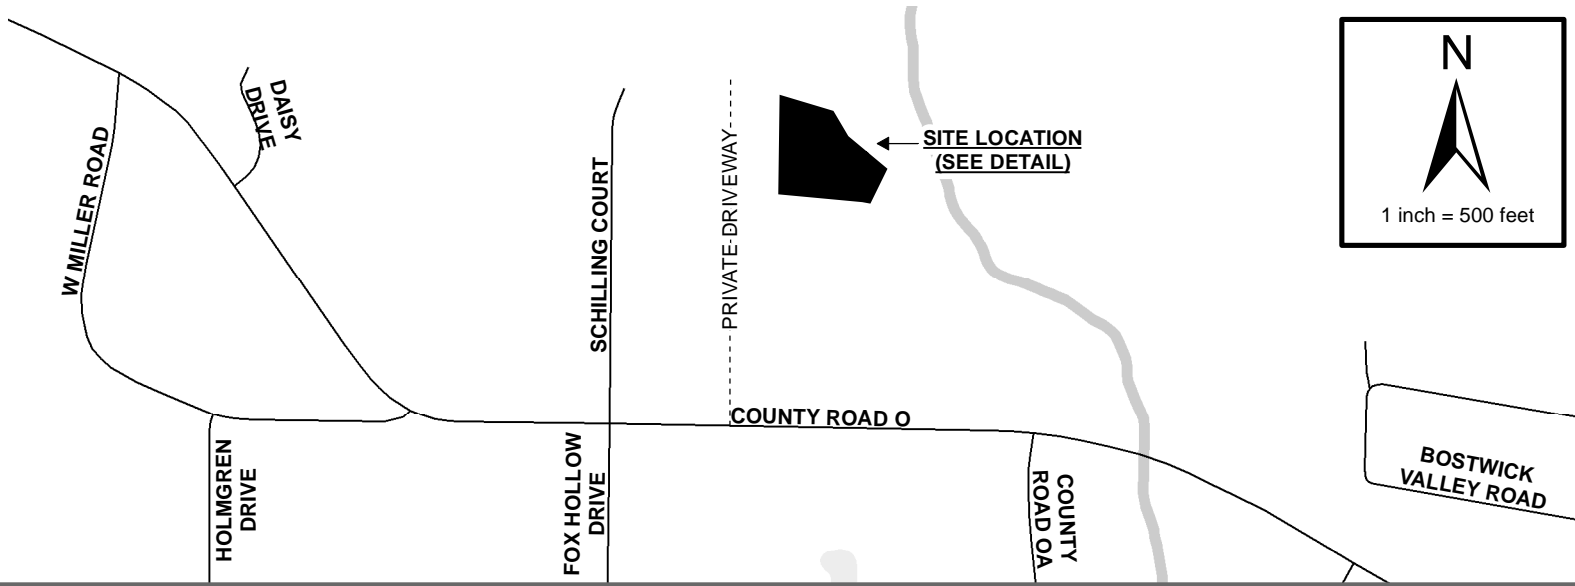 N
1 inch = 500 feet
DAISY
DRIVE
W MILLER ROAD
SCHILLING COURT
PRIVATE DRIVEWAY
SITE LOCATION
(SEE DETAIL)
COUNTY ROAD O
HOLMGREN
DRIVE
FOX HOLLOW
DRIVE
COUNTY
ROAD OA
BOSTWICK
VALLEY ROAD